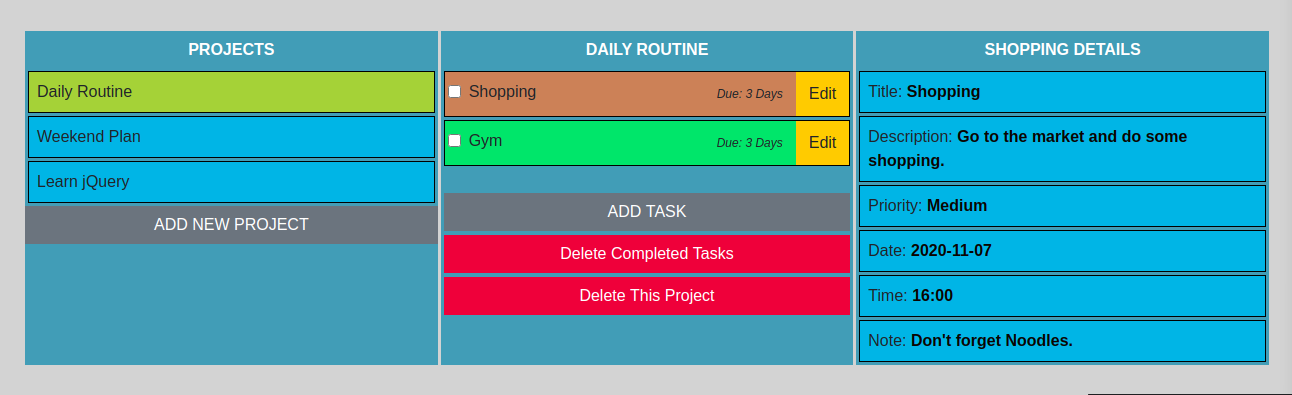 PROJECTS
Daily Routine
Weekend Plan
Learn jQuery
ADD NEW PROJECT
DAILY ROUTINE
Shopping Due: 3 Days Edit
Gym Due: 3 Days Edit
ADD TASK
Delete Completed Tasks
Delete This Project
SHOPPING DETAILS
Title: Shopping
Description: Go to the market and do some
shopping.
Priority: Medium
Date: 2020-11-07
Time: 16:00
Note: Don't forget Noodles.